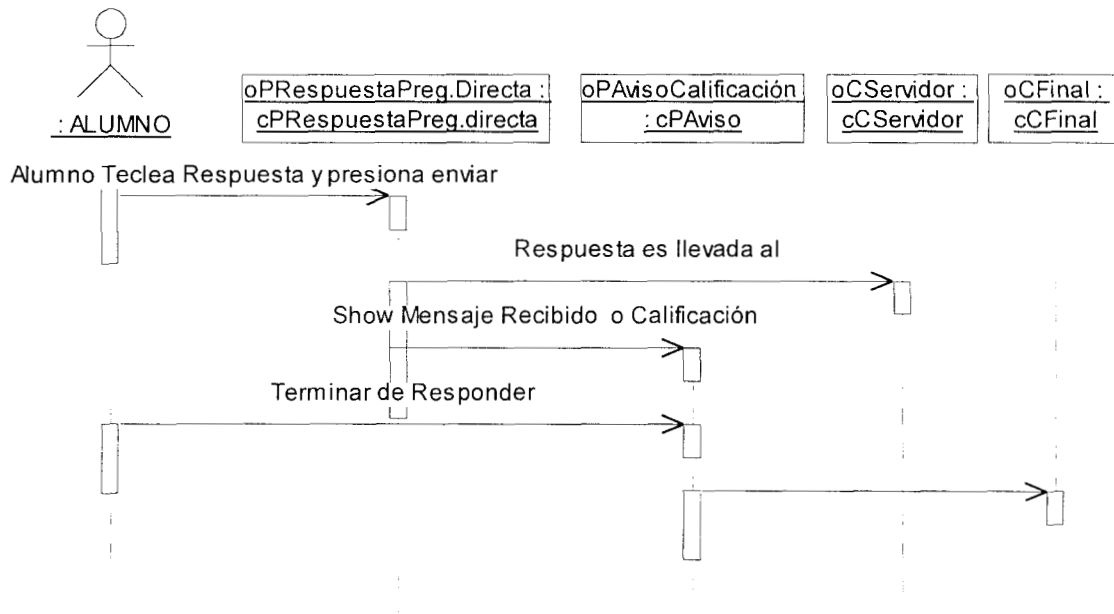 : ALUMNO
oPRespuestaPreg.Directa :
cPRespuestaPreg.directa
oPAvisoCalificación
: cPAviso
oCServidor :
cCServidor
oCFinal :
cCFinal
Alumno Teclea Respuesta y presiona enviar
Respuesta es llevada al
Show Mensaje Recibido o Calificación
Terminar de Responder